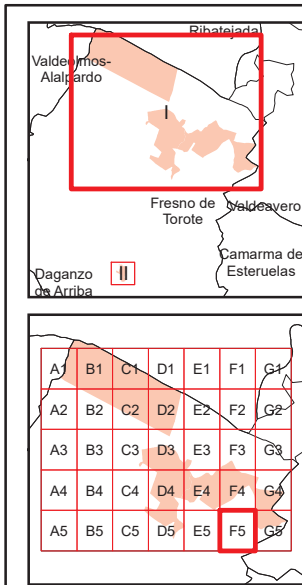 Ribatejada
Valdeolmos-
Alalpardo
I
Fresno de
Torote
Valdeavero
Camarma de
Esteruelas
Daganzo
de Arriba
II
A1 B1 C1 D1 E1 F1 G1
A2 B2 C2 D2 E2 F2 G2
A3 B3 C3 D3 E3 F3 G3
A4 B4 C4 D4 E4 F4 G4
A5 B5 C5 D5 E5 F5 G5